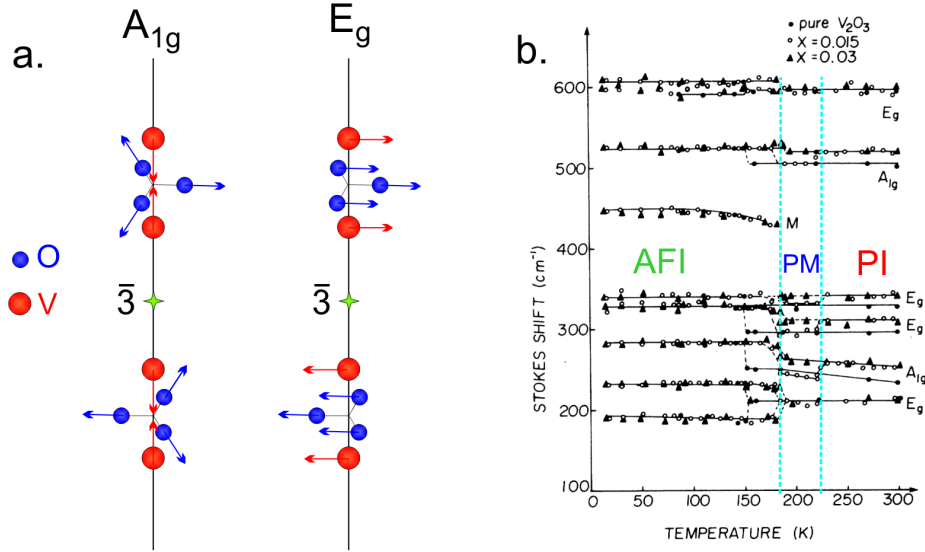 a.
A1g
Eg
O
V
3̅
3̅
b.
pure V2O3
X = 0.015
X = 0.03
STOKES SHIFT (cm⁻¹)
600
500
400
300
200
100
Eg
A1g
M
AFI
PM
PI
Eg
Eg
A1g
Eg
0
50
100
150
200
250
300
TEMPERATURE (K)